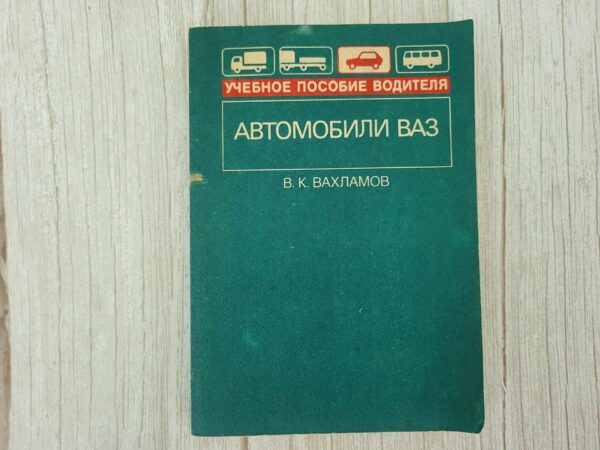 УЧЕБНОЕ ПОСОБИЕ ВОДИТЕЛЯ
АВТОМОБИЛИ ВАЗ
В. К. ВАХЛАМОВ